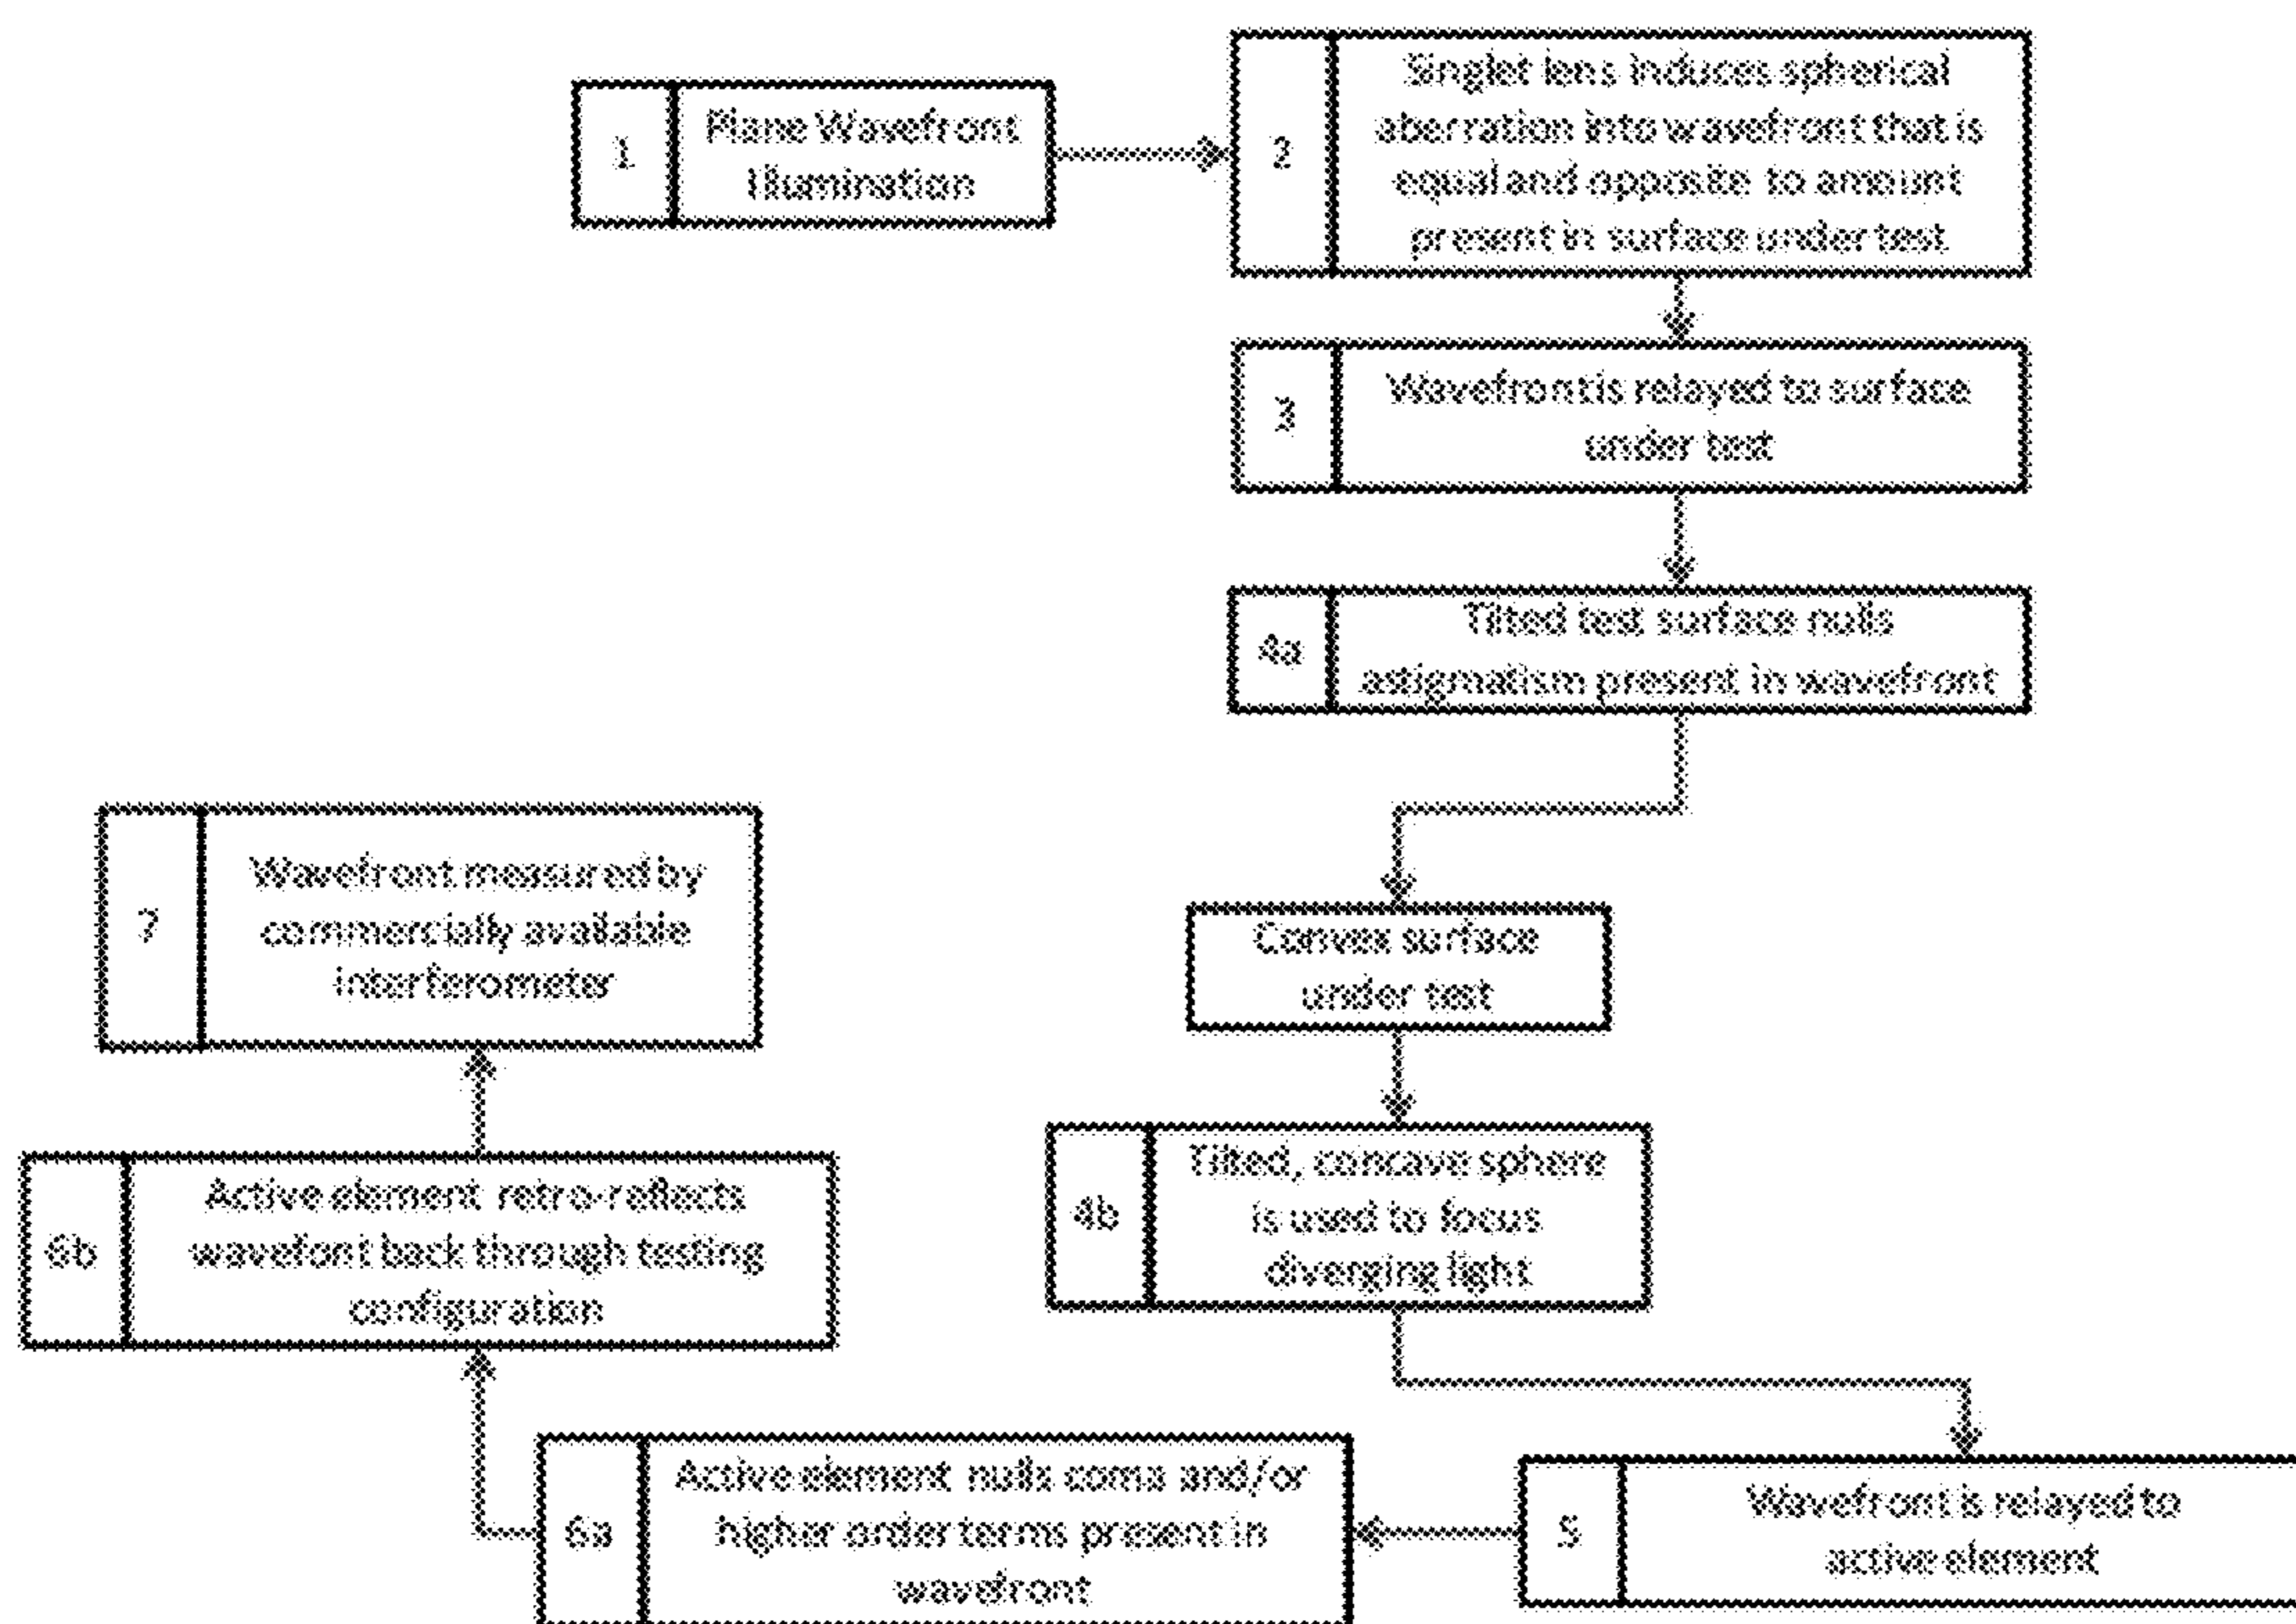 1
Plane Wavefront
Illumination
2
Singlet lens induces spherical
aberration into wavefront that is
equal and opposite to amount
present in surface under test
3
Wavefront is relayed to surface
under test
4a
Tilted test surface nulls
astigmatism present in wavefront
Convex surface
under test
4b
Tilted, concave sphere
is used to focus
diverging light
5
Wavefront is relayed to
active element
6a
Active element nulls coma and/or
higher order terms present in
wavefront
6b
Active element retro-reflects
wavefont back through testing
configuration
7
Wavefront measured by
commercially available
interferometer